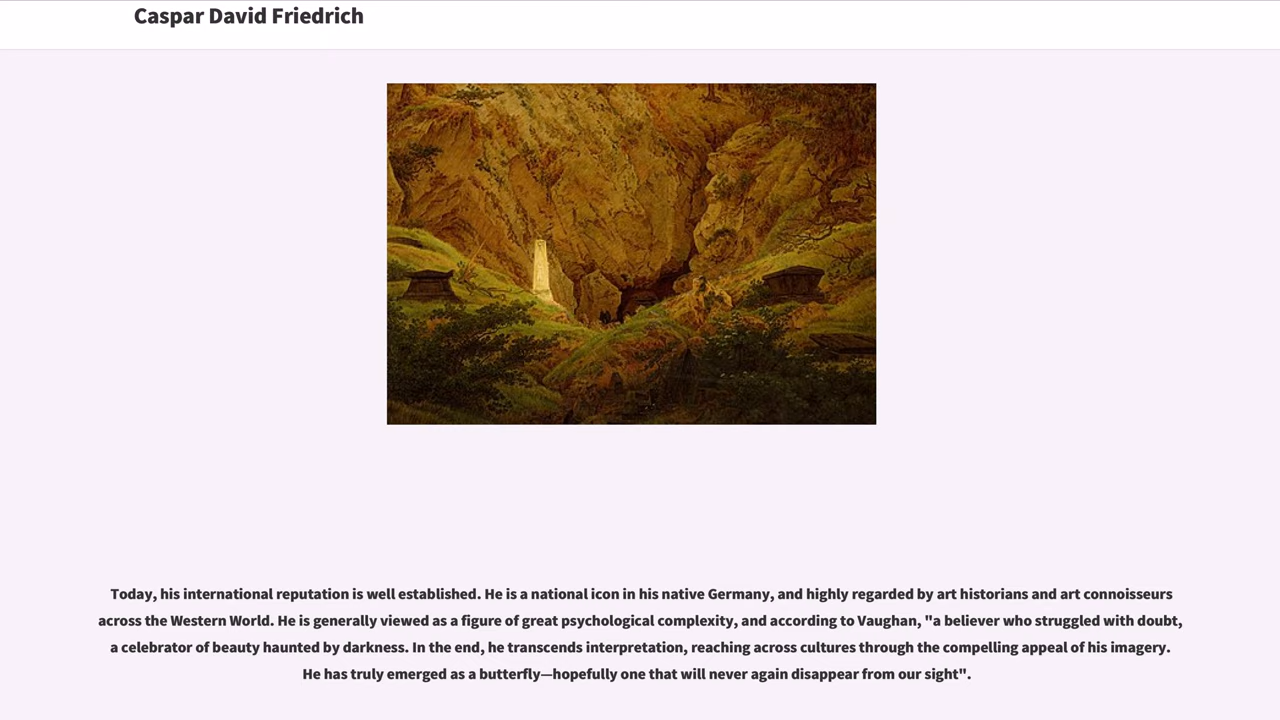 Caspar David Friedrich
Today, his international reputation is well established. He is a national icon in his native Germany, and highly regarded by art historians and art connoisseurs
across the Western World. He is generally viewed as a figure of great psychological complexity, and according to Vaughan, "a believer who struggled with doubt,
a celebrator of beauty haunted by darkness. In the end, he transcends interpretation, reaching across cultures through the compelling appeal of his imagery.
He has truly emerged as a butterfly—hopefully one that will never again disappear from our sight".